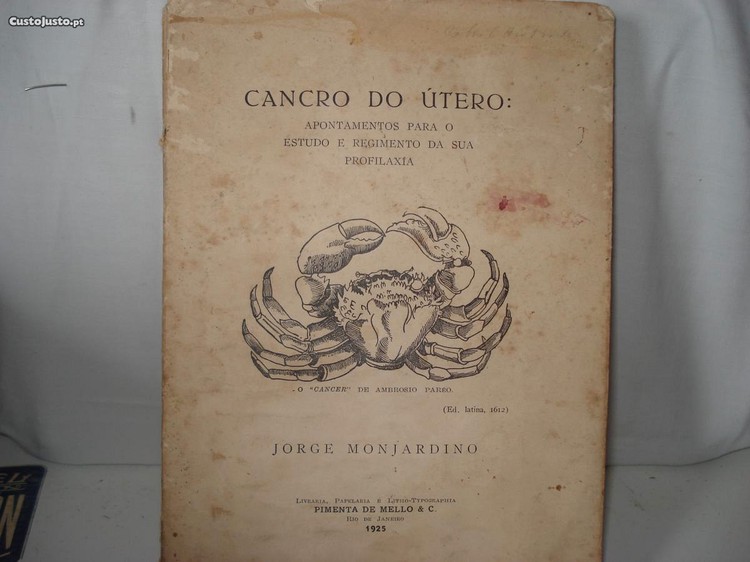 CustoJusto.pt
CANCRO DO ÚTERO:
APONTAMENTOS PARA O
ESTUDO E REGIMENTO DA SUA
PROFILAXIA
O "CANCER" DE AMBROSIO PAREO.
(Ed. latina, 1612)
JORGE MONJARDINO
LIVRARIA, PAPELARIA E LITHO-TYPOGRAPHIA
PIMENTA DE MELLO & C.
RIO DE JANEIRO
1925